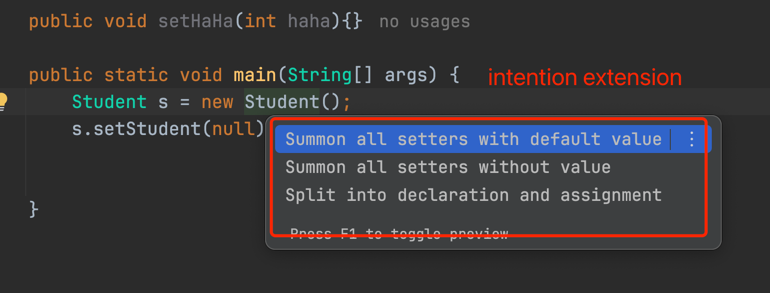 public void setHaHa(int haha){} no usages
public static void main(String[] args) {
intention extension
Student s = new Student();
s.setStudent(null)
Summon all setters with default value
Summon all setters without value
Split into declaration and assignment
}
Press F1 to toggle preview